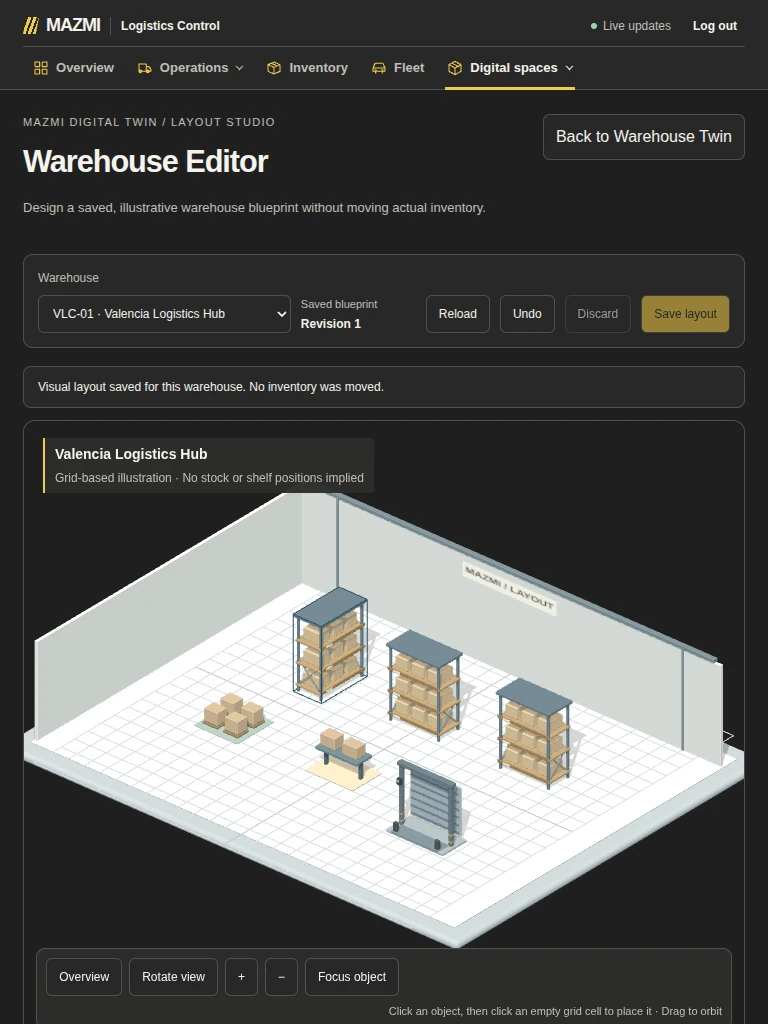 MAZMI
Logistics Control
Live updates
Log out
Overview
Operations
Inventory
Fleet
Digital spaces
MAZMI DIGITAL TWIN / LAYOUT STUDIO
Back to Warehouse Twin
Warehouse Editor
Design a saved, illustrative warehouse blueprint without moving actual inventory.
Warehouse
VLC-01 · Valencia Logistics Hub
Saved blueprint
Revision 1
Reload
Undo
Discard
Save layout
Visual layout saved for this warehouse. No inventory was moved.
Valencia Logistics Hub
Grid-based illustration · No stock or shelf positions implied
MAZMI / LAYOUT
Overview
Rotate view
+
−
Focus object
Click an object, then click an empty grid cell to place it · Drag to orbit